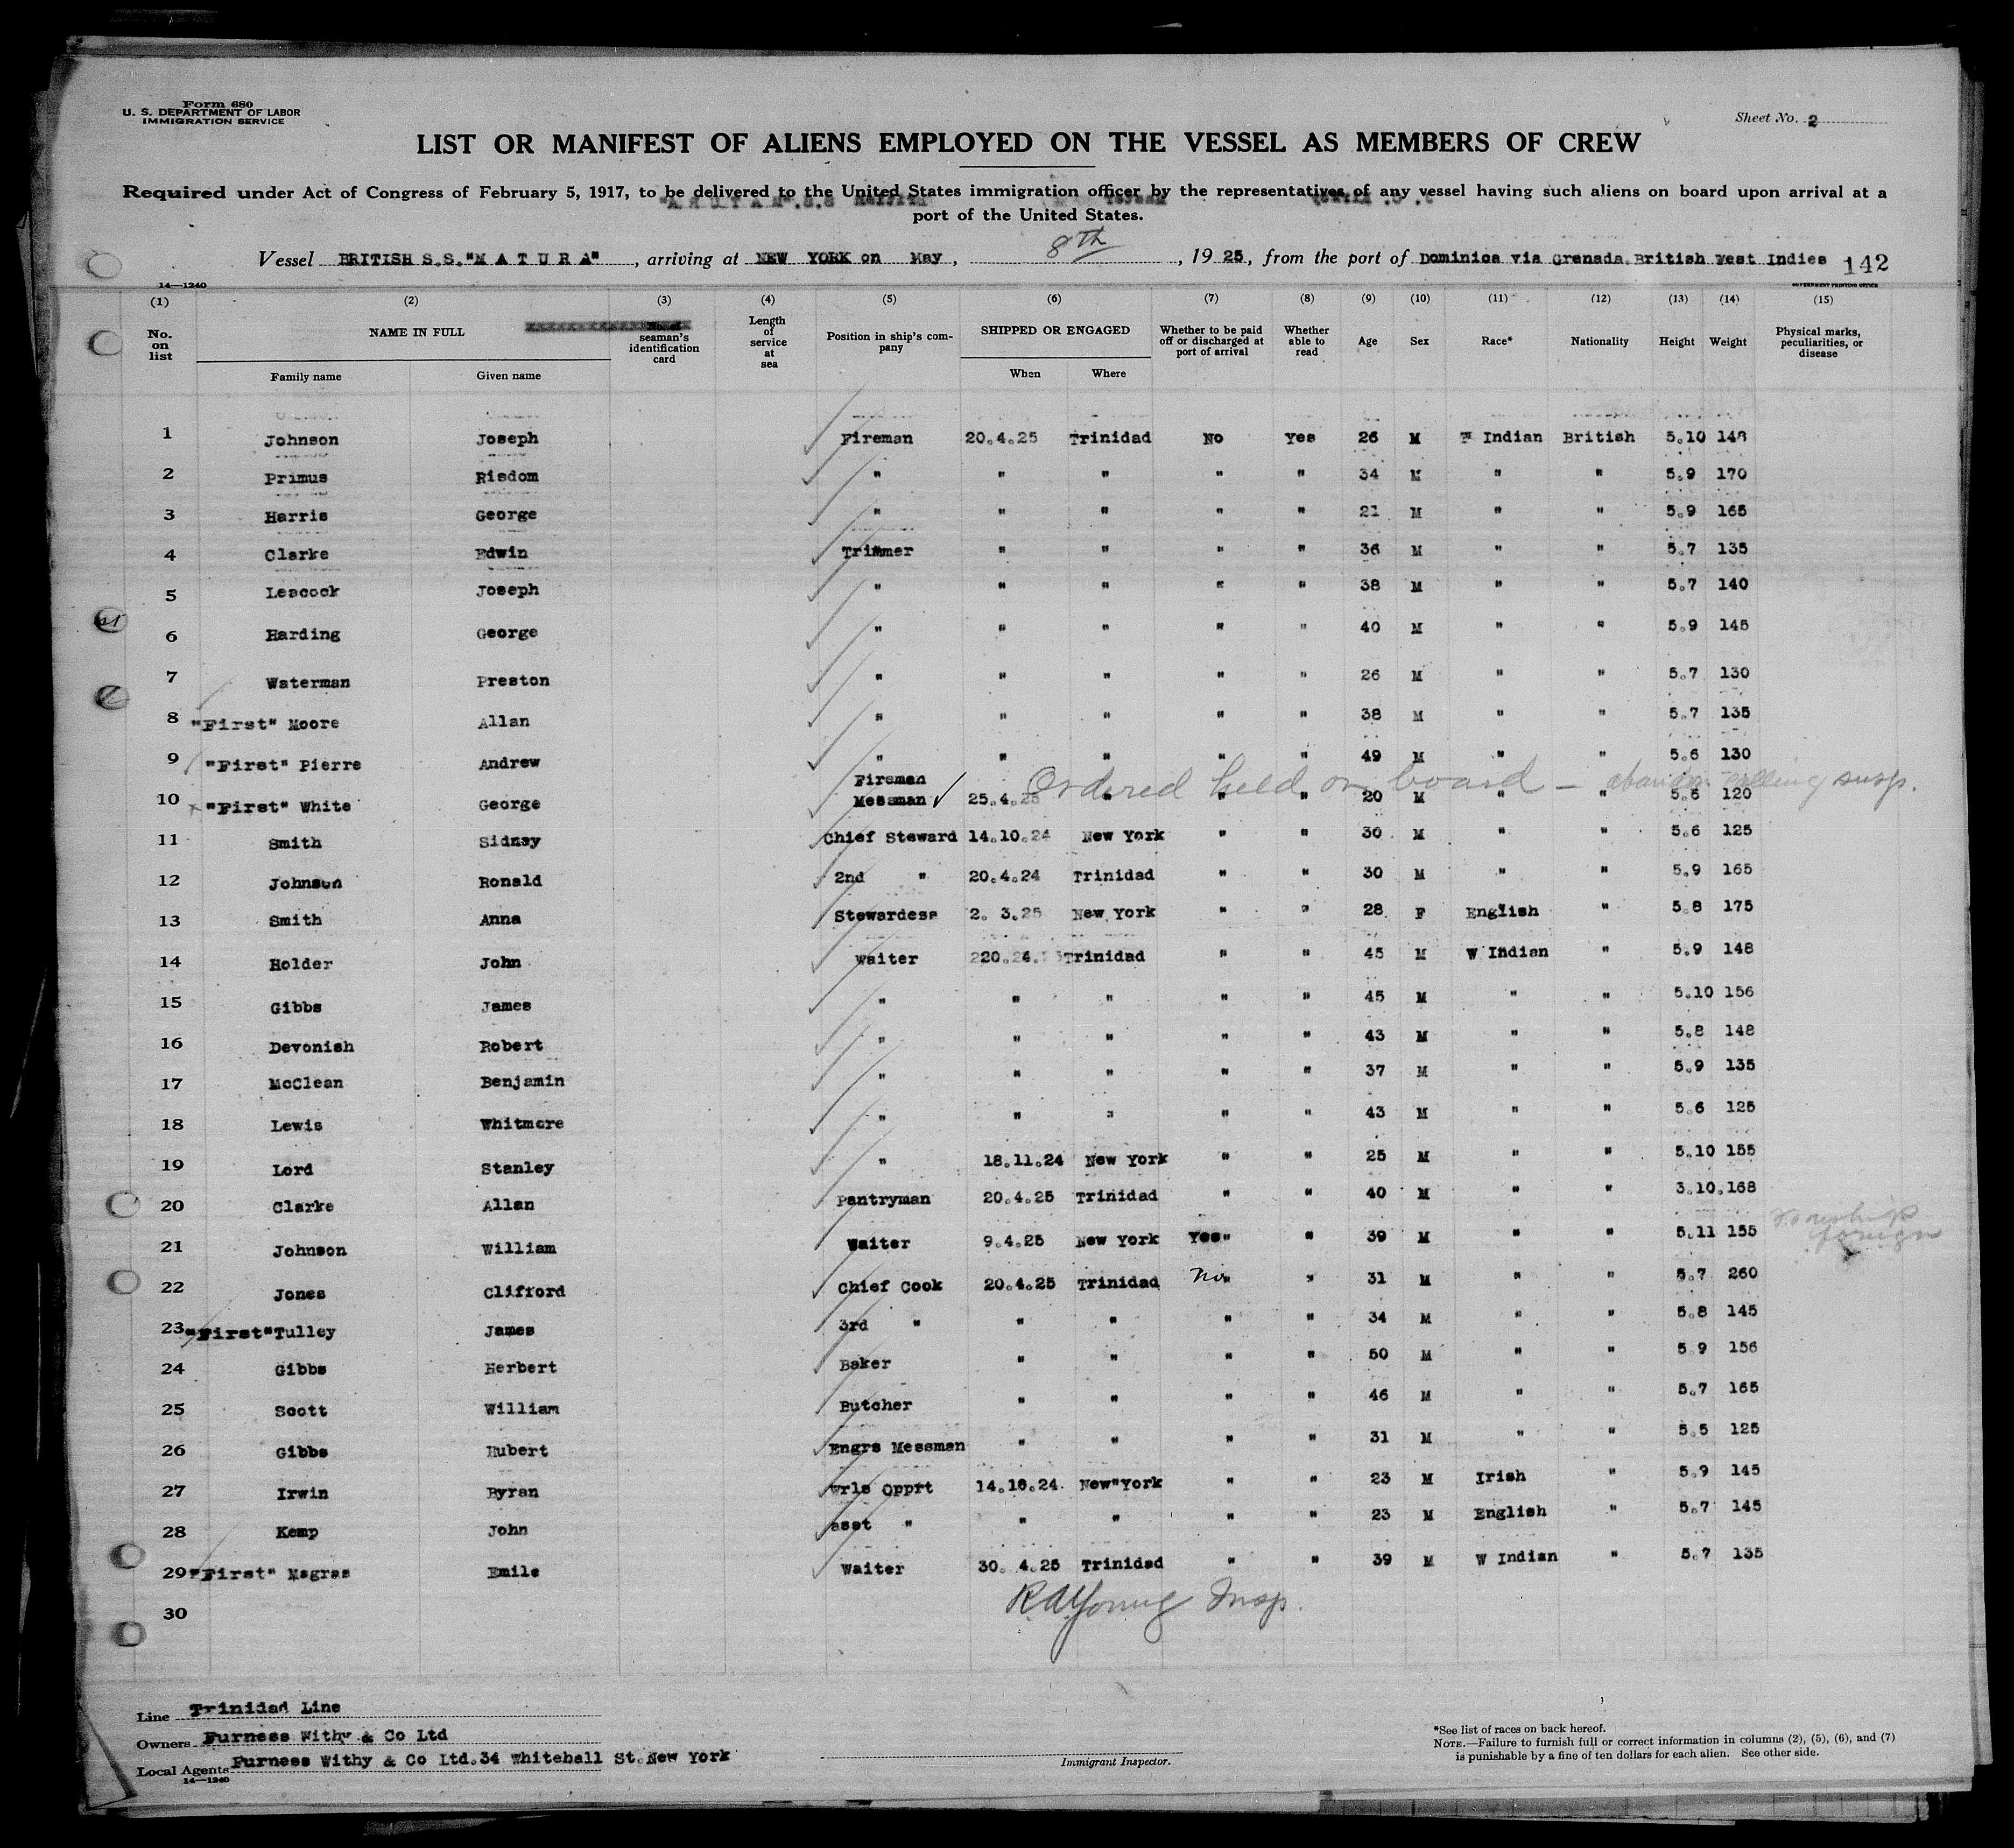 Form 680
U. S. DEPARTMENT OF LABOR
IMMIGRATION SERVICE
Sheet No. 2
LIST OR MANIFEST OF ALIENS EMPLOYED ON THE VESSEL AS MEMBERS OF CREW
Required under Act of Congress of February 5, 1917, to be delivered to the United States immigration officer by the representatives of any vessel having such aliens on board upon arrival at a
port of the United States.
Vessel BRITISH S.S."M A T U R A", arriving at NEW YORK on May, 8th, 1925, from the port of Dominica via Grenada British West Indies 142
14—1240 GOVERNMENT PRINTING OFFICE
(1) (2) (3) (4) (5) (6) (7) (8) (9) (10) (11) (12) (13) (14) (15)
No. on list NAME IN FULL Family name Given name No. of seaman's identification card Length of service at sea Position in ship's company SHIPPED OR ENGAGED When Where Whether to be paid off or discharged at port of arrival Whether able to read Age Sex Race* Nationality Height Weight Physical marks, peculiarities, or disease
1 Johnson Joseph Fireman 20.4.25 Trinidad No Yes 26 M W Indian British 5.10 148
2 Primus Risdom " " " " " 34 M " " 5.9 170
3 Harris George " " " " " 21 M " " 5.9 165
4 Clarke Edwin Trimmer " " " " 36 M " " 5.7 135
5 Leacock Joseph " " " " " 38 M " " 5.7 140
6 Harding George " " " " " 40 M " " 5.9 145
7 Waterman Preston " " " " " 26 M " " 5.7 130
8 "First" Moore Allan " " " " " 38 M " " 5.7 135
9 "First" Pierre Andrew " " " " " 49 M " " 5.6 130
Ordered held on board — susp.
10 "First" White George Fireman Messman 25.4.25 " " " 20 M " " 5.6 120
11 Smith Sidney Chief Steward 14.10.24 New York " " 30 M " " 5.6 125
12 Johnson Ronald 2nd " 20.4.24 Trinidad " " 30 M " " 5.9 165
13 Smith Anna Stewardess 2. 3.25 New York " " 28 F English " 5.8 175
14 Holder John Waiter Trinidad " " 45 M W Indian " 5.9 148
15 Gibbs James " " " " " 45 M " " 5.10 156
16 Devonish Robert " " " " " 43 M " " 5.8 148
17 McClean Benjamin " " " " " 37 M " " 5.9 135
18 Lewis Whitmore " " " " " 43 M " " 5.6 125
19 Lord Stanley " 18.11.24 New York " " 25 M " " 5.10 155
20 Clarke Allan Pantryman 20.4.25 Trinidad " " 40 M " " 3.10. 168
21 Johnson William Waiter 9.4.25 New York Yes" " 39 M " " 5.11 155 foreign
22 Jones Clifford Chief Cook 20.4.25 Trinidad No" " 31 M " " 5.7 260
23 "First" Tulley James 3rd " " " " " 34 M " " 5.8 145
24 Gibbs Herbert Baker " " " " 50 M " " 5 9 156
25 Scott William Butcher " " " " 46 M " " 5.7 165
26 Gibbs Hubert Engrs Messman " " " " 31 M " " 5.5 125
27 Irwin Byran Wrls Opprt 14.10.24. New"York " " 23 M Irish " 5.9 145
28 Kemp John asst " " " " " 23 M English " 5.7 145
29 "First" Magras Emile Waiter 30. 4.25 Trinidad " " 39 M W Indian " 5.7 135
30
R.A.Young Insp.
Line Trinidad Line
Owners Furness Withy & Co Ltd
Local Agents Furness Withy & Co Ltd.34 Whitehall St.New York
14—1240
Immigrant Inspector.
*See list of races on back hereof.
NOTE.—Failure to furnish full or correct information in columns (2), (5), (6), and (7)
is punishable by a fine of ten dollars for each alien. See other side.